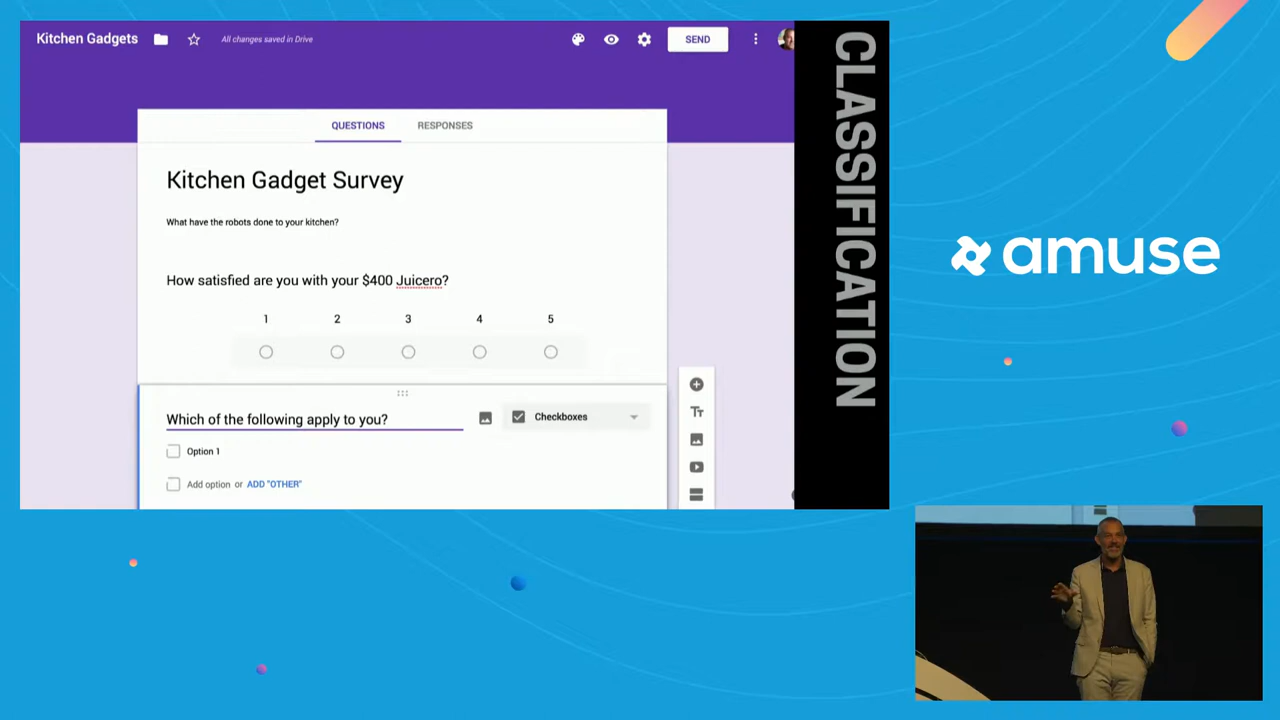 Kitchen Gadgets
All changes saved in Drive
SEND
QUESTIONS
RESPONSES
Kitchen Gadget Survey
What have the robots done to your kitchen?
How satisfied are you with your $400 Juicero?
1 2 3 4 5
Which of the following apply to you?
Checkboxes
Option 1
Add option or ADD "OTHER"
Tт
CLASSIFICATION
amuse